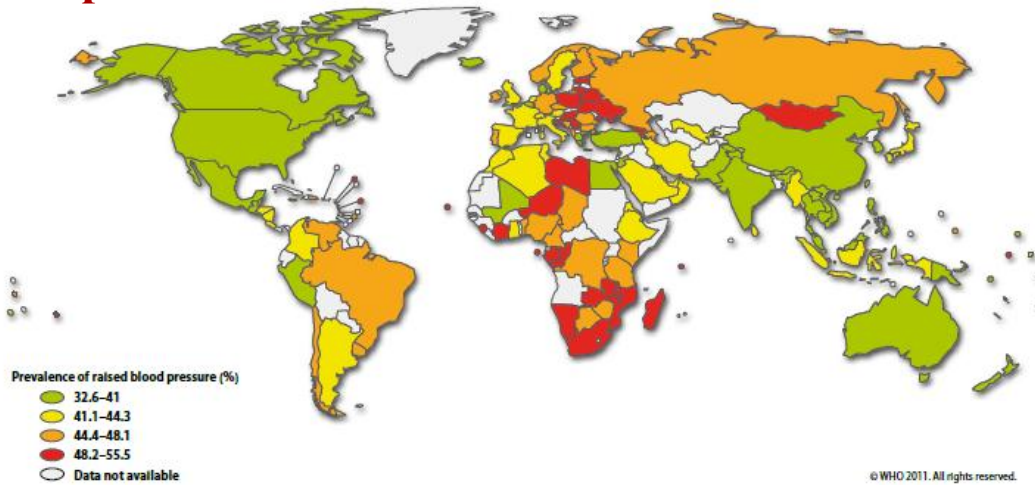 Prevalence of raised blood pressure (%)
32.6–41
41.1–44.3
44.4–48.1
48.2–55.5
Data not available
© WHO 2011. All rights reserved.